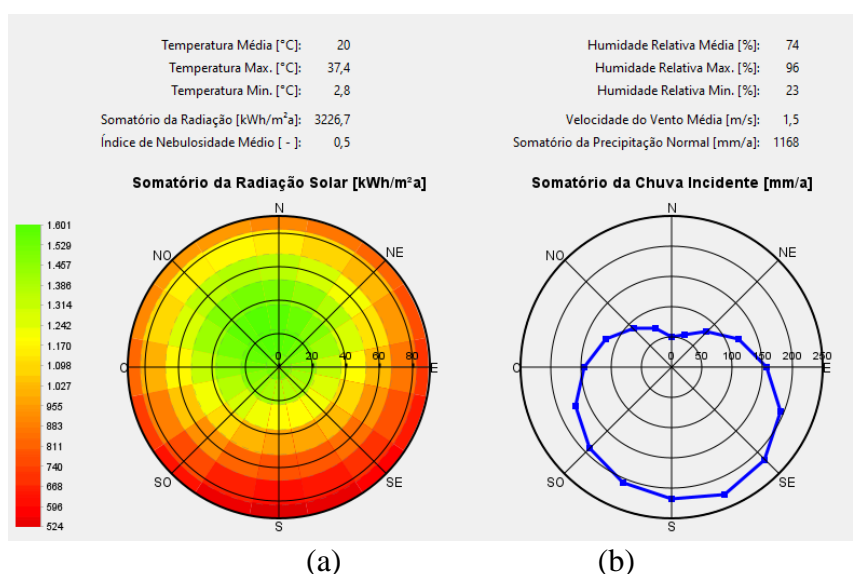 Temperatura Média [°C]: 20
Temperatura Max. [°C]: 37,4
Temperatura Min. [°C]: 2,8
Somatório da Radiação [kWh/m²a]: 3226,7
Índice de Nebulosidade Médio [ - ]: 0,5
Humidade Relativa Média [%]: 74
Humidade Relativa Max. [%]: 96
Humidade Relativa Min. [%]: 23
Velocidade do Vento Média [m/s]: 1,5
Somatório da Precipitação Normal [mm/a]: 1168
Somatório da Radiação Solar [kWh/m²a]
1.601
1.529
1.467
1.386
1.314
1.242
1.170
1.098
1.027
955
883
811
740
668
596
524
N
NO
NE
O
0 20 40 60 80
E
SO
SE
S
Somatório da Chuva Incidente [mm/a]
N
NO
NE
O
0 50 100 150 200 250
E
SO
SE
S
(a)
(b)